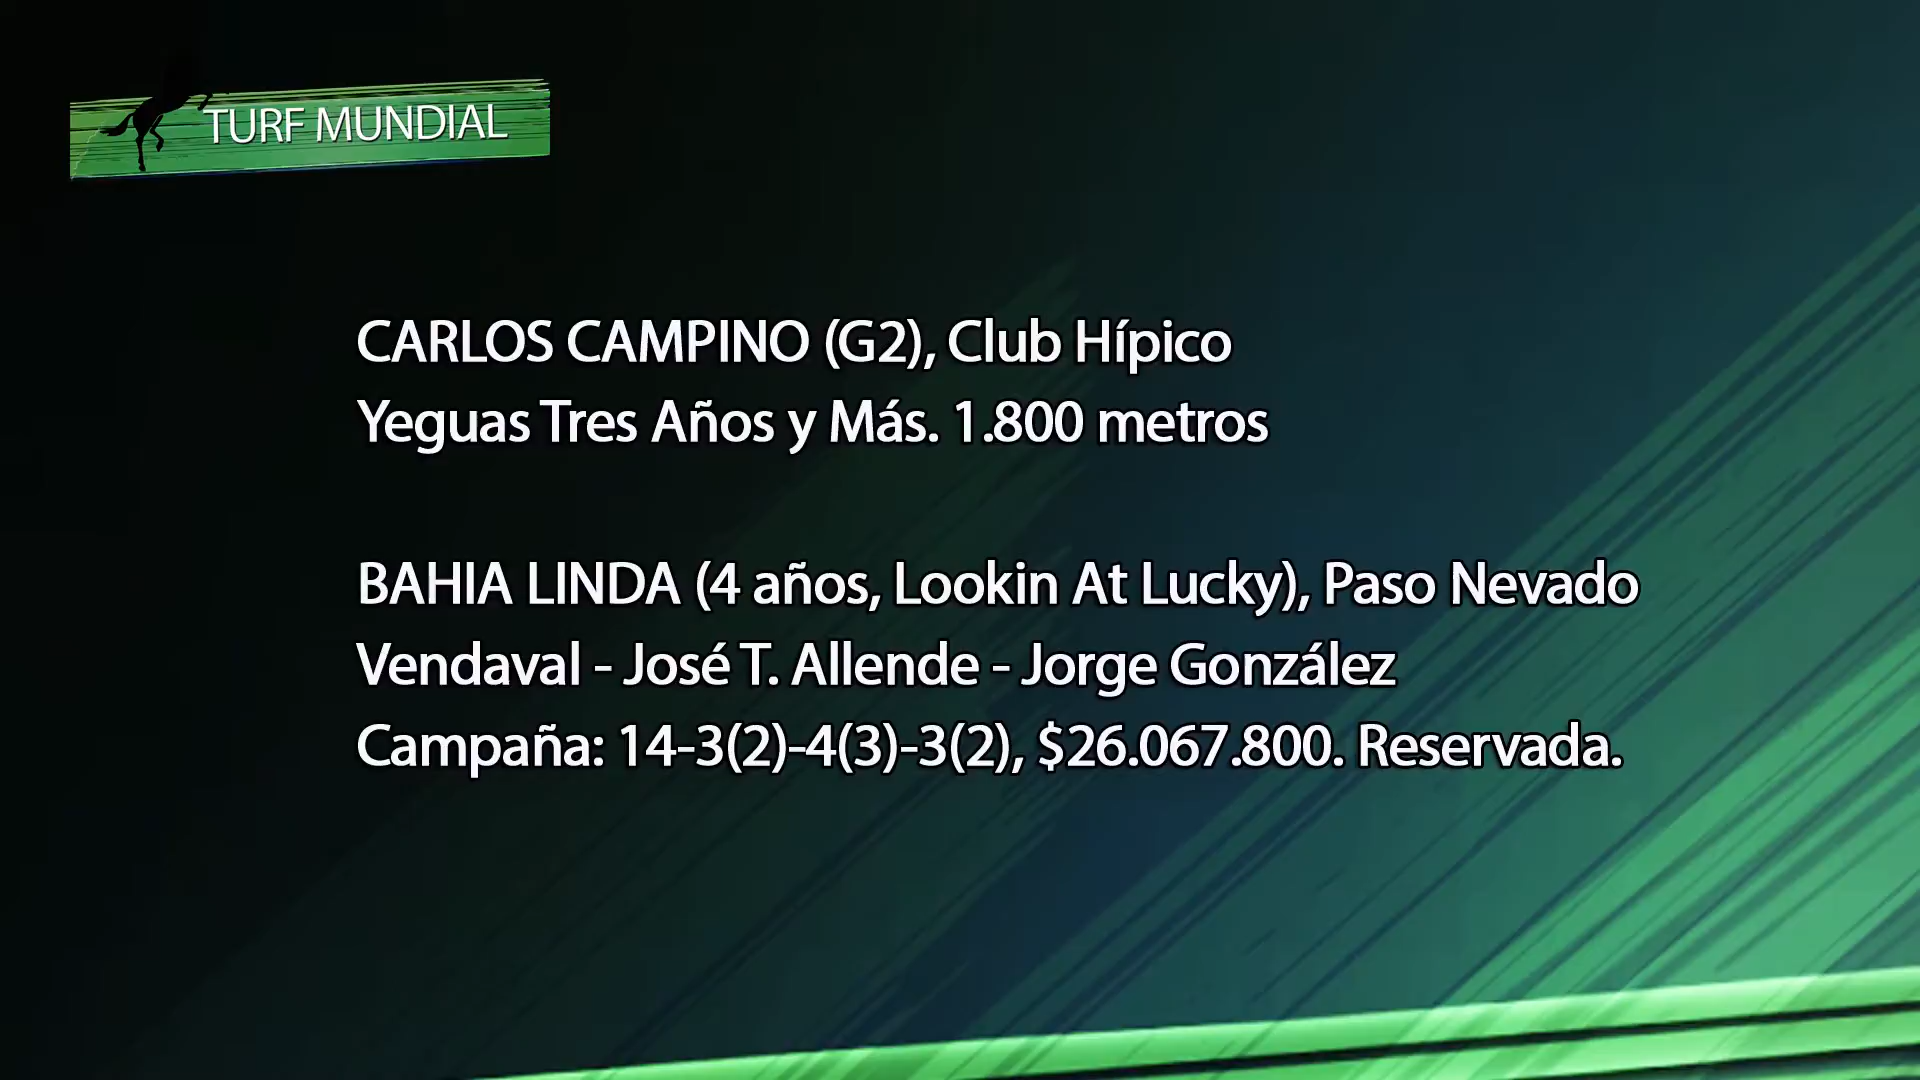 TURF MUNDIAL
CARLOS CAMPINO (G2), Club Hípico
Yeguas Tres Años y Más. 1.800 metros
BAHIA LINDA (4 años, Lookin At Lucky), Paso Nevado
Vendaval - José T. Allende - Jorge González
Campaña: 14-3(2)-4(3)-3(2), $26.067.800. Reservada.